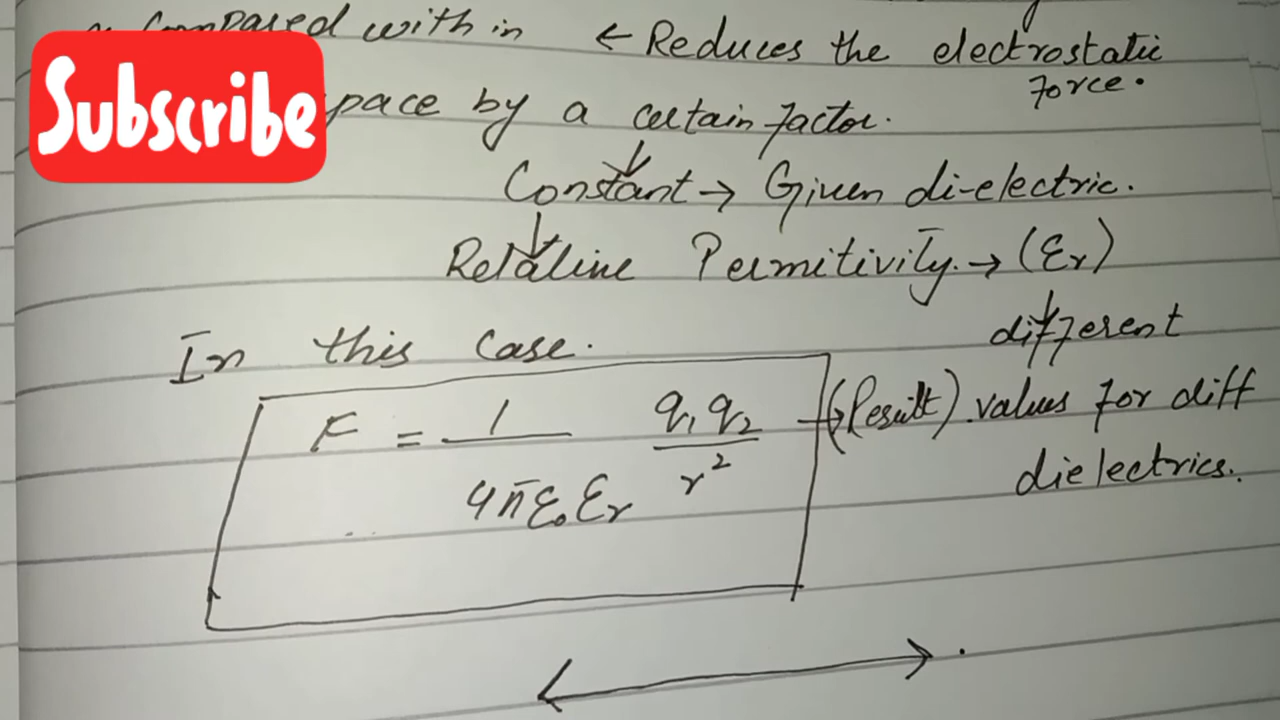 as compared with in ← Reduces the electrostatic
force.
Subscribe
pace by a certain factor.
Constant → Given di-electric.
Relative Permitivity. → (εr)
different
In this case.
F = 1 / 4πε₀εr q₁q₂ / r² → (Result). values for diff
dielectrics.